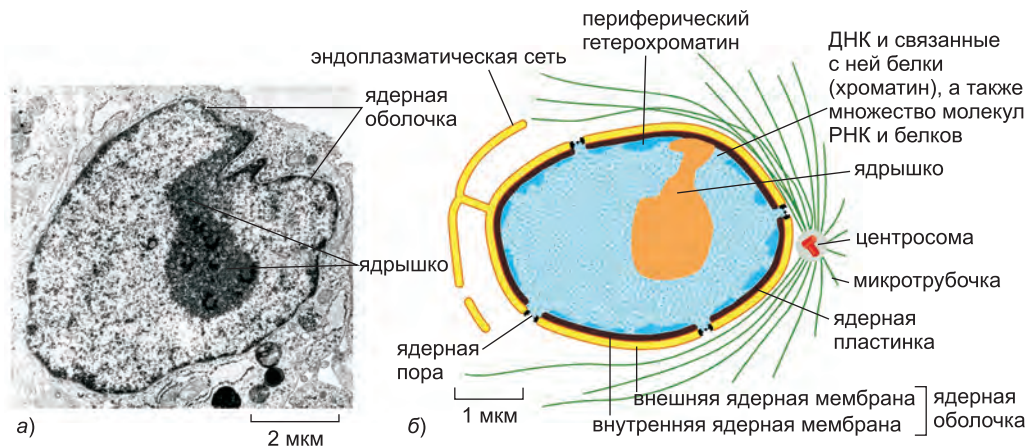 эндоплазматическая сеть
ядерная
оболочка
периферический
гетерохроматин
ДНК и связанные
с ней белки
(хроматин), а также
множество молекул
РНК и белков
ядрышко
центросома
ядрышко
микротрубочка
ядерная
пластинка
ядерная
пора
1 мкм
внешняя ядерная мембрана
внутренняя ядерная мембрана
ядерная
оболочка
а)
2 мкм
б)